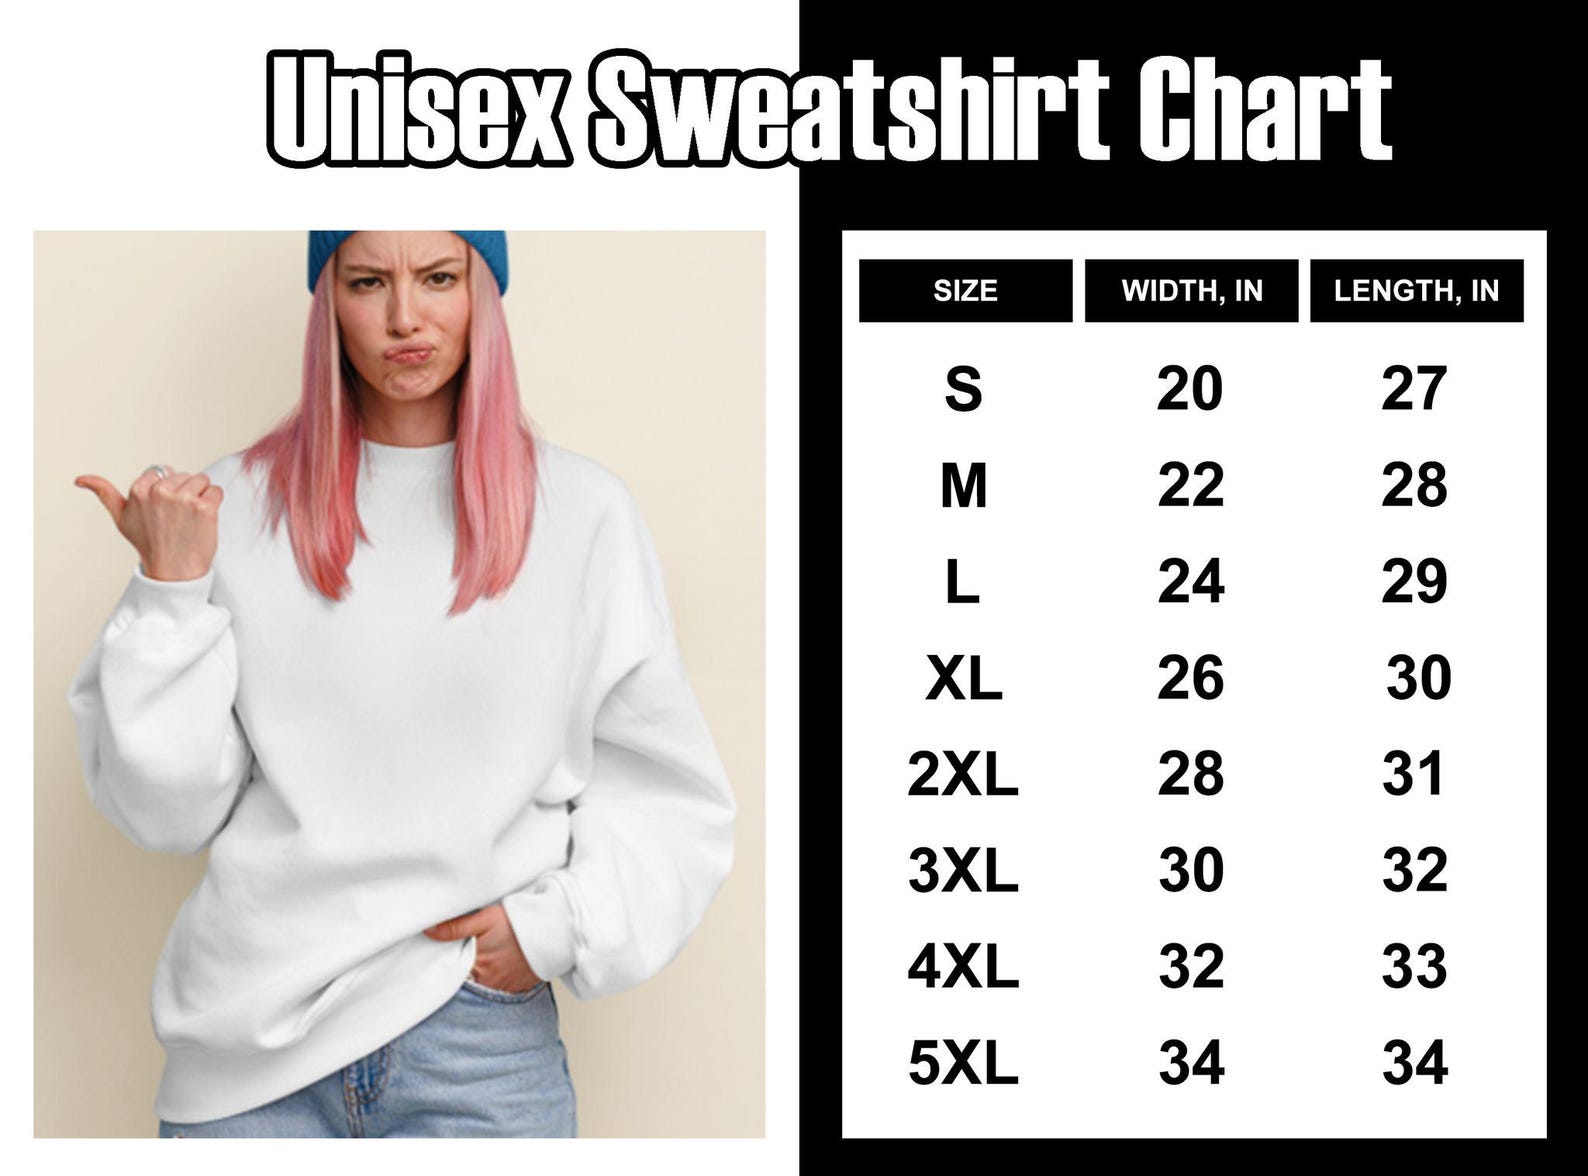 Unisex Sweatshirt Chart
SIZE WIDTH, IN LENGTH, IN
S 20 27
M 22 28
L 24 29
XL 26 30
2XL 28 31
3XL 30 32
4XL 32 33
5XL 34 34